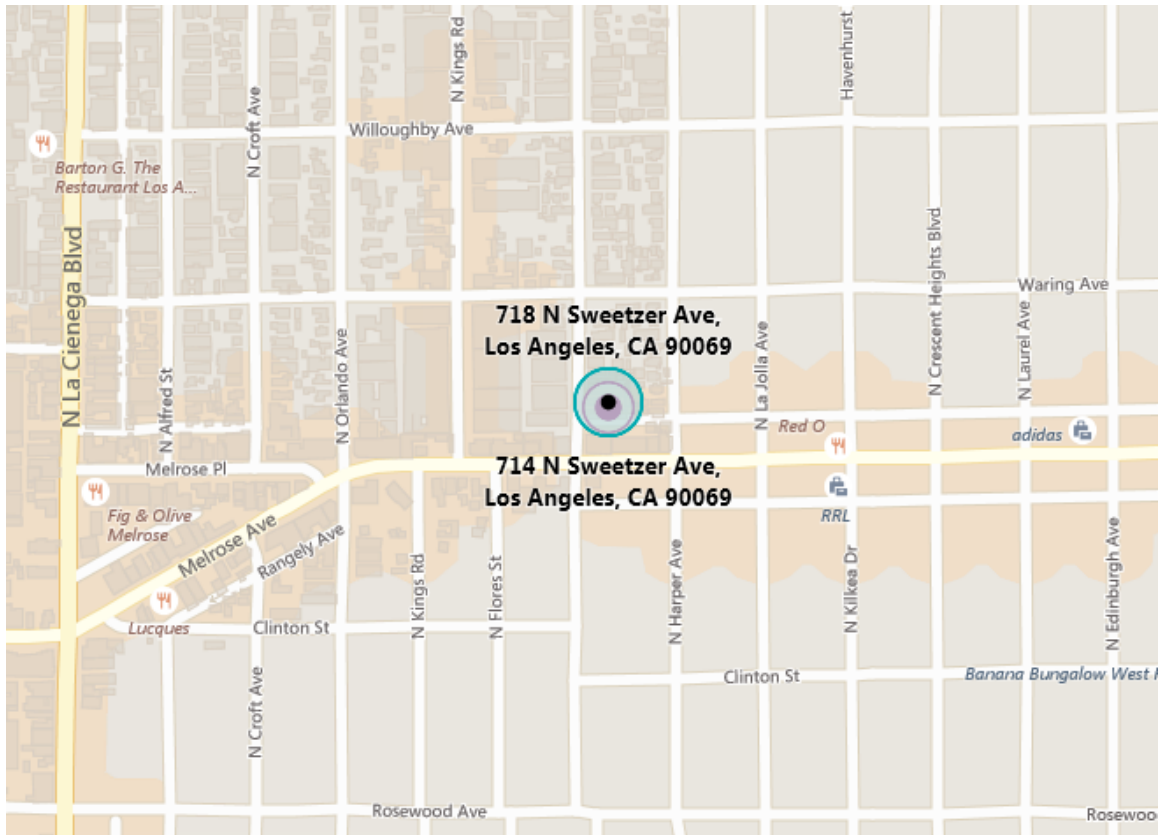 N Croft Ave
N Kings Rd
Havenhurst
Willoughby Ave
Barton G. The
Restaurant Los A...
N La Cienega Blvd
N Crescent Heights Blvd
Waring Ave
718 N Sweetzer Ave,
Los Angeles, CA 90069
N Orlando Ave
N La Jolla Ave
N Laurel Ave
N Alfred St
Red O
adidas
Melrose Pl
714 N Sweetzer Ave,
Los Angeles, CA 90069
Fig & Olive
Melrose
RRL
Melrose Ave
Rangely Ave
N Kings Rd
N Flores St
N Harper Ave
N Kilkea Dr
N Edinburgh Ave
Lucques
Clinton St
Clinton St
Banana Bungalow West
N Croft Ave
Rosewood Ave
Rosewoo